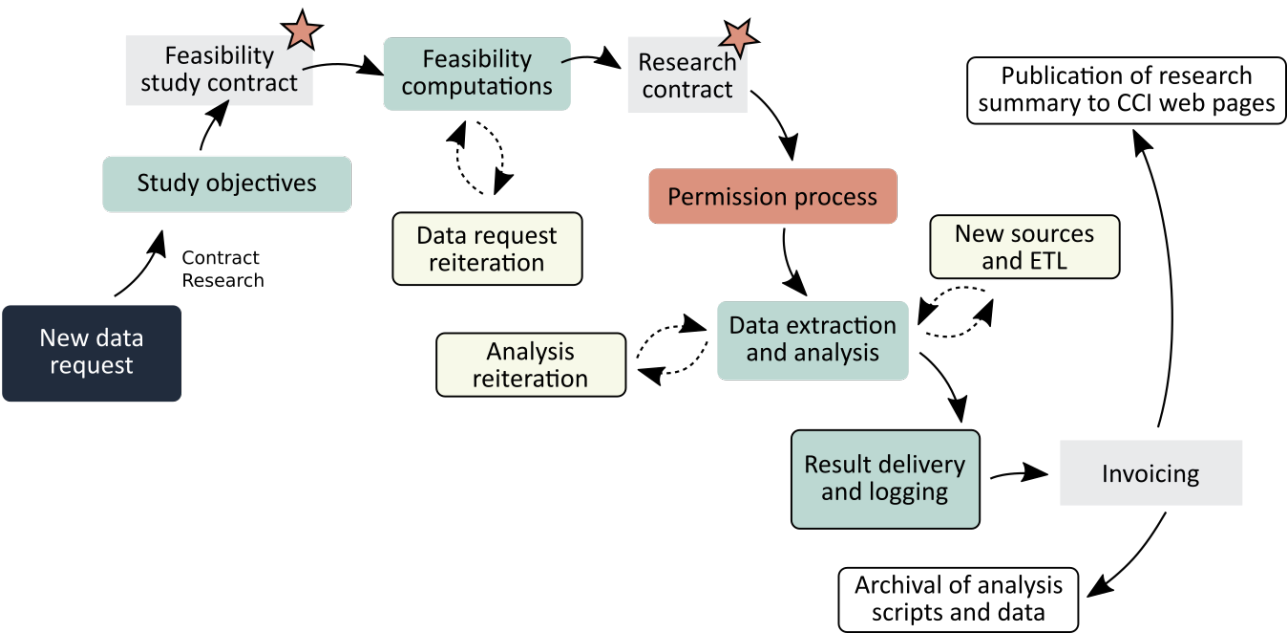 Feasibility
study contract
Feasibility
computations
Research
contract
Publication of research
summary to CCI web pages
Study objectives
Permission process
Data request
reiteration
New sources
and ETL
Contract
Research
New data
request
Data extraction
and analysis
Analysis
reiteration
Result delivery
and logging
Invoicing
Archival of analysis
scripts and data